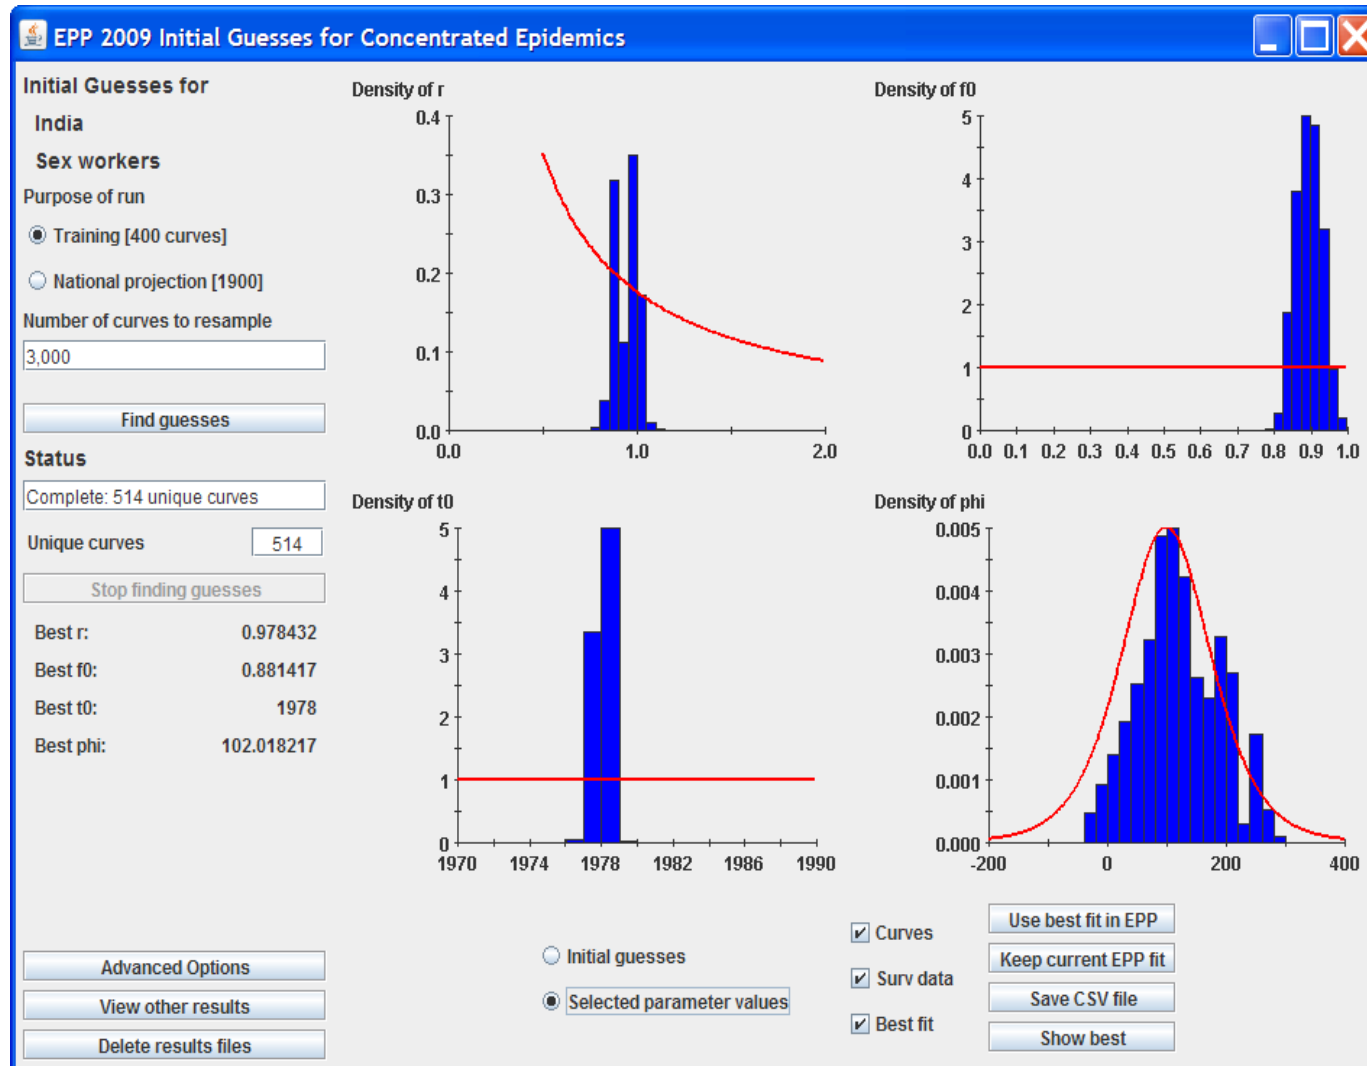 EPP 2009 Initial Guesses for Concentrated Epidemics
Initial Guesses for
India
Sex workers
Purpose of run
Training [400 curves]
National projection [1900]
Number of curves to resample
3,000
Find guesses
Status
Complete: 514 unique curves
Unique curves 514
Stop finding guesses
Best r: 0.978432
Best f0: 0.881417
Best t0: 1978
Best phi: 102.018217
Advanced Options
View other results
Delete results files
Density of r
0.4
0.3
0.2
0.1
0.0
0.0 1.0 2.0
Density of f0
5
4
3
2
1
0
0.0 0.1 0.2 0.3 0.4 0.5 0.6 0.7 0.8 0.9 1.0
Density of t0
5
4
3
2
1
0
1970 1974 1978 1982 1986 1990
Density of phi
0.005
0.004
0.003
0.002
0.001
0.000
-200 0 200 400
Initial guesses
Selected parameter values
Curves
Surv data
Best fit
Use best fit in EPP
Keep current EPP fit
Save CSV file
Show best